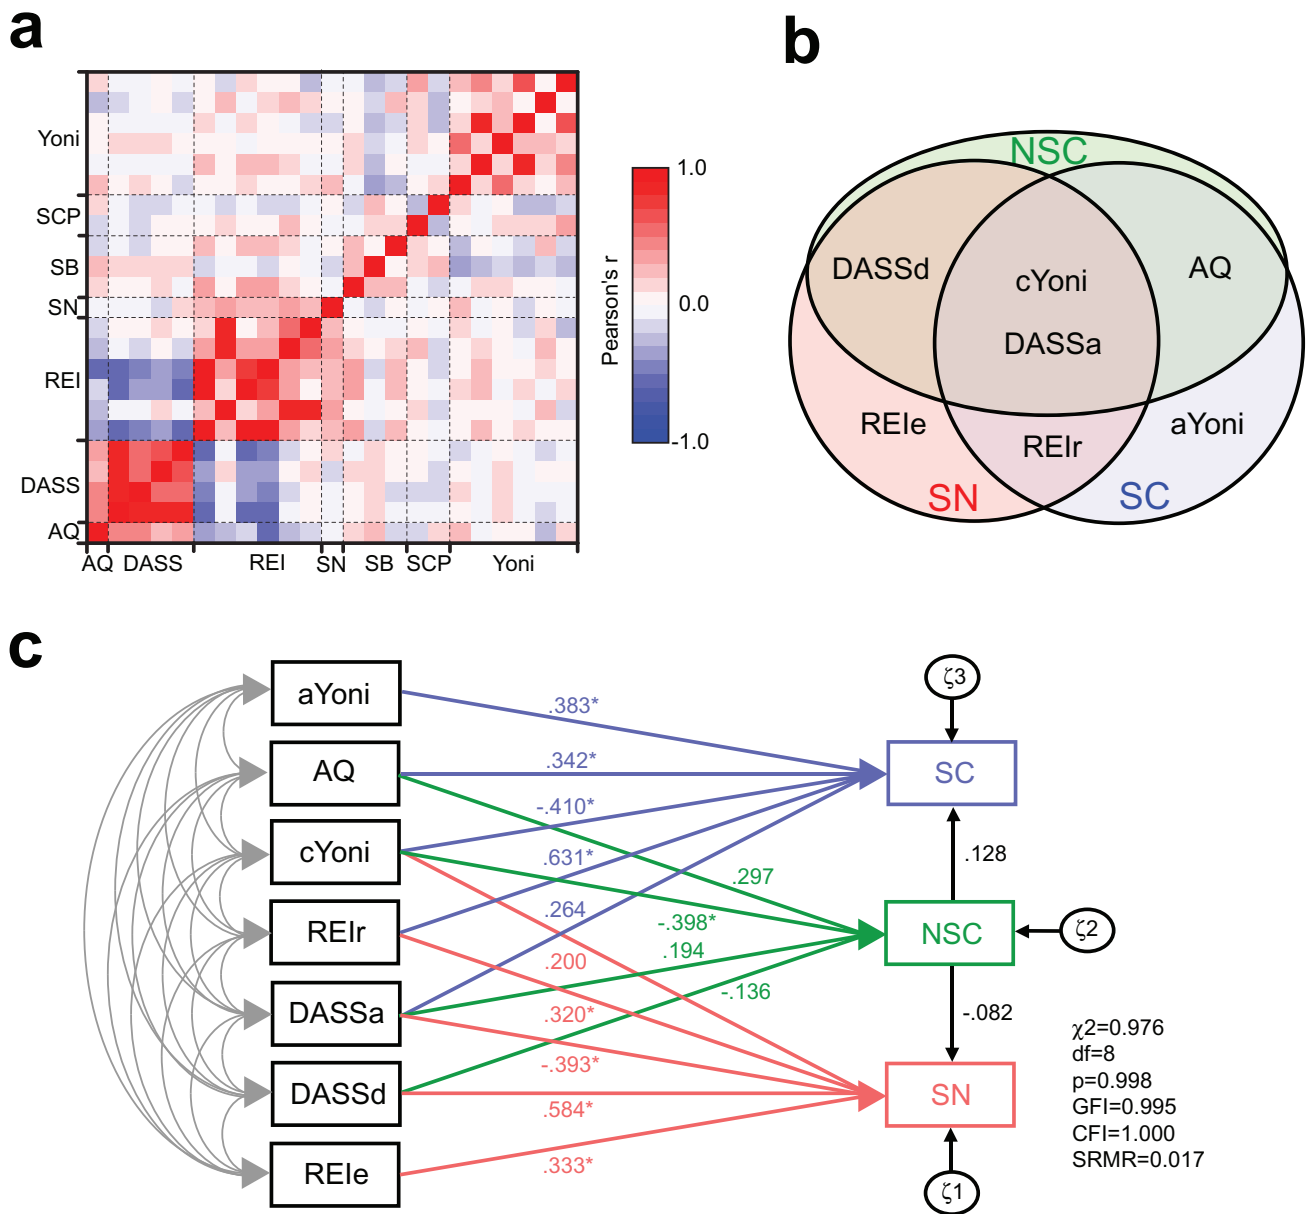 a
Yoni
SCP
SB
SN
REI
DASS
AQ
AQ DASS REI SN SB SCP Yoni
1.0
0.0
-1.0
Pearson's r
b
NSC
DASSd
cYoni
AQ
DASSa
REIe
REIr
aYoni
SN
SC
c
aYoni
AQ
cYoni
REIr
DASSa
DASSd
REIe
.383*
.342*
-.410*
.631*
.264
.297
-.398*
.194
-.136
.200
.320*
-.393*
.584*
.333*
ζ3
SC
.128
NSC
ζ2
-.082
SN
ζ1
χ2=0.976
df=8
p=0.998
GFI=0.995
CFI=1.000
SRMR=0.017